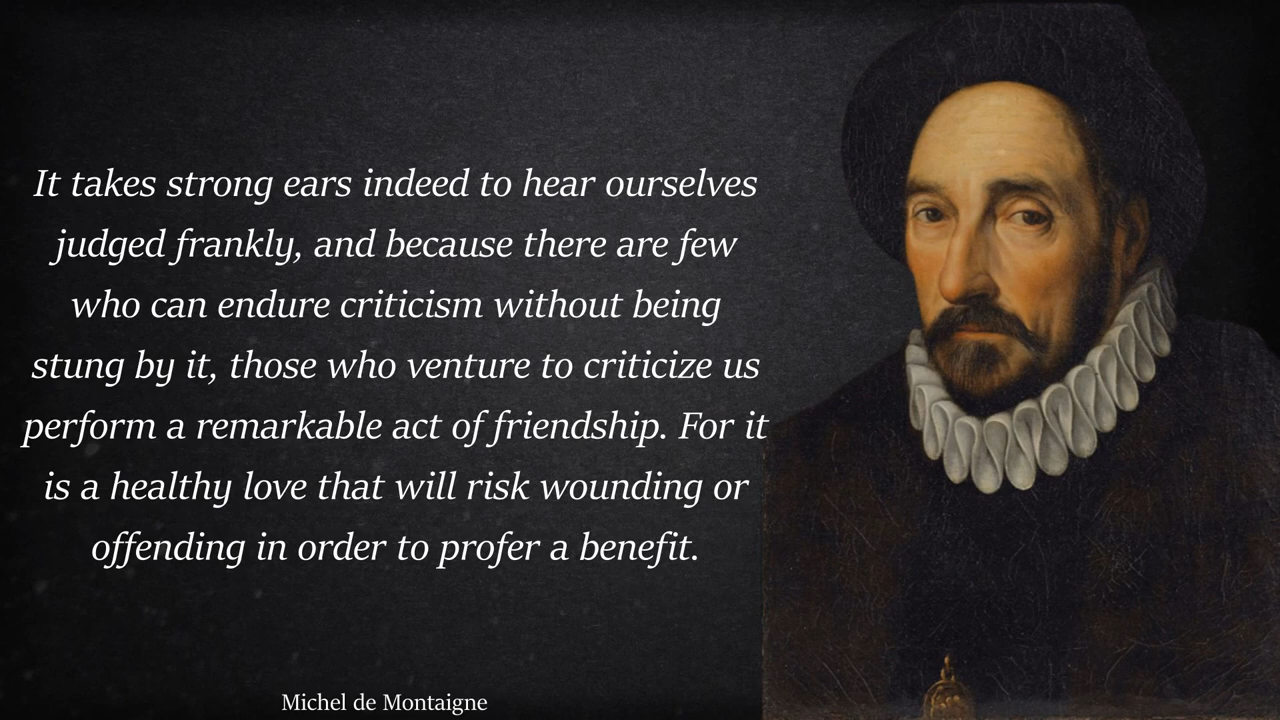 It takes strong ears indeed to hear ourselves
judged frankly, and because there are few
who can endure criticism without being
stung by it, those who venture to criticize us
perform a remarkable act of friendship. For it
is a healthy love that will risk wounding or
offending in order to profer a benefit.
Michel de Montaigne